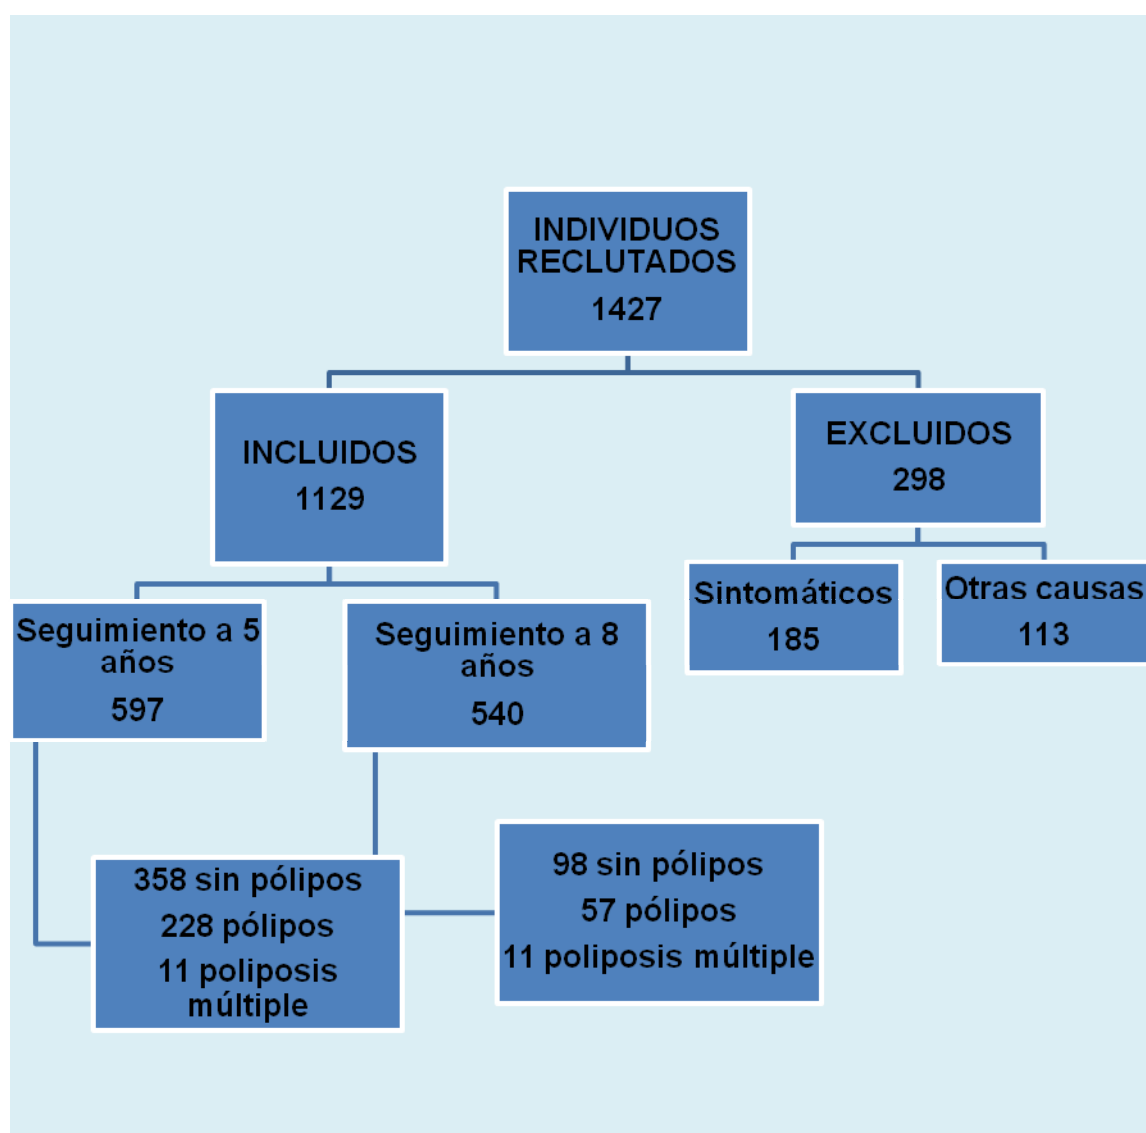 INDIVIDUOS
RECLUTADOS
1427
INCLUIDOS
1129
EXCLUIDOS
298
Sintomáticos
185
Otras causas
113
Seguimiento a 5
años
597
Seguimiento a 8
años
540
358 sin pólipos
228 pólipos
11 poliposis
múltiple
98 sin pólipos
57 pólipos
11 poliposis múltiple